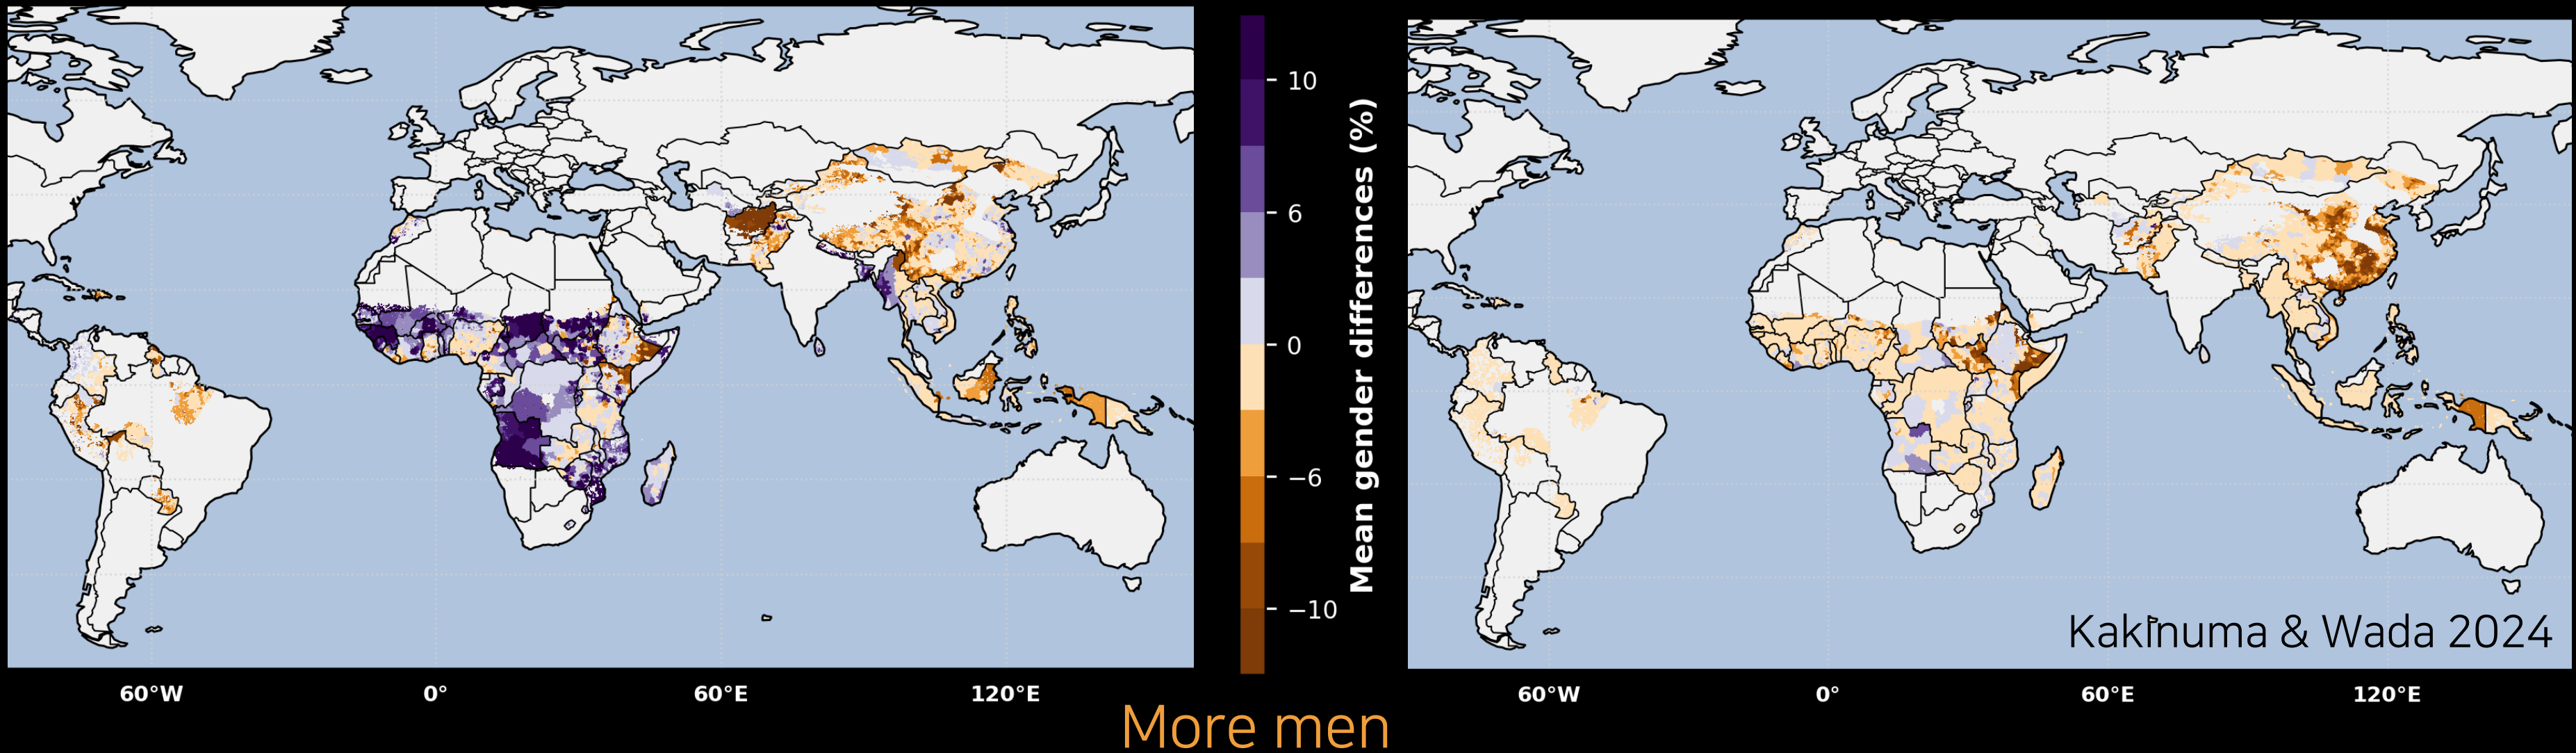 10
6
0
−6
−10
Mean gender differences (%)
60°W
0°
60°E
120°E
60°W
0°
60°E
120°E
Kakinuma & Wada 2024
More men